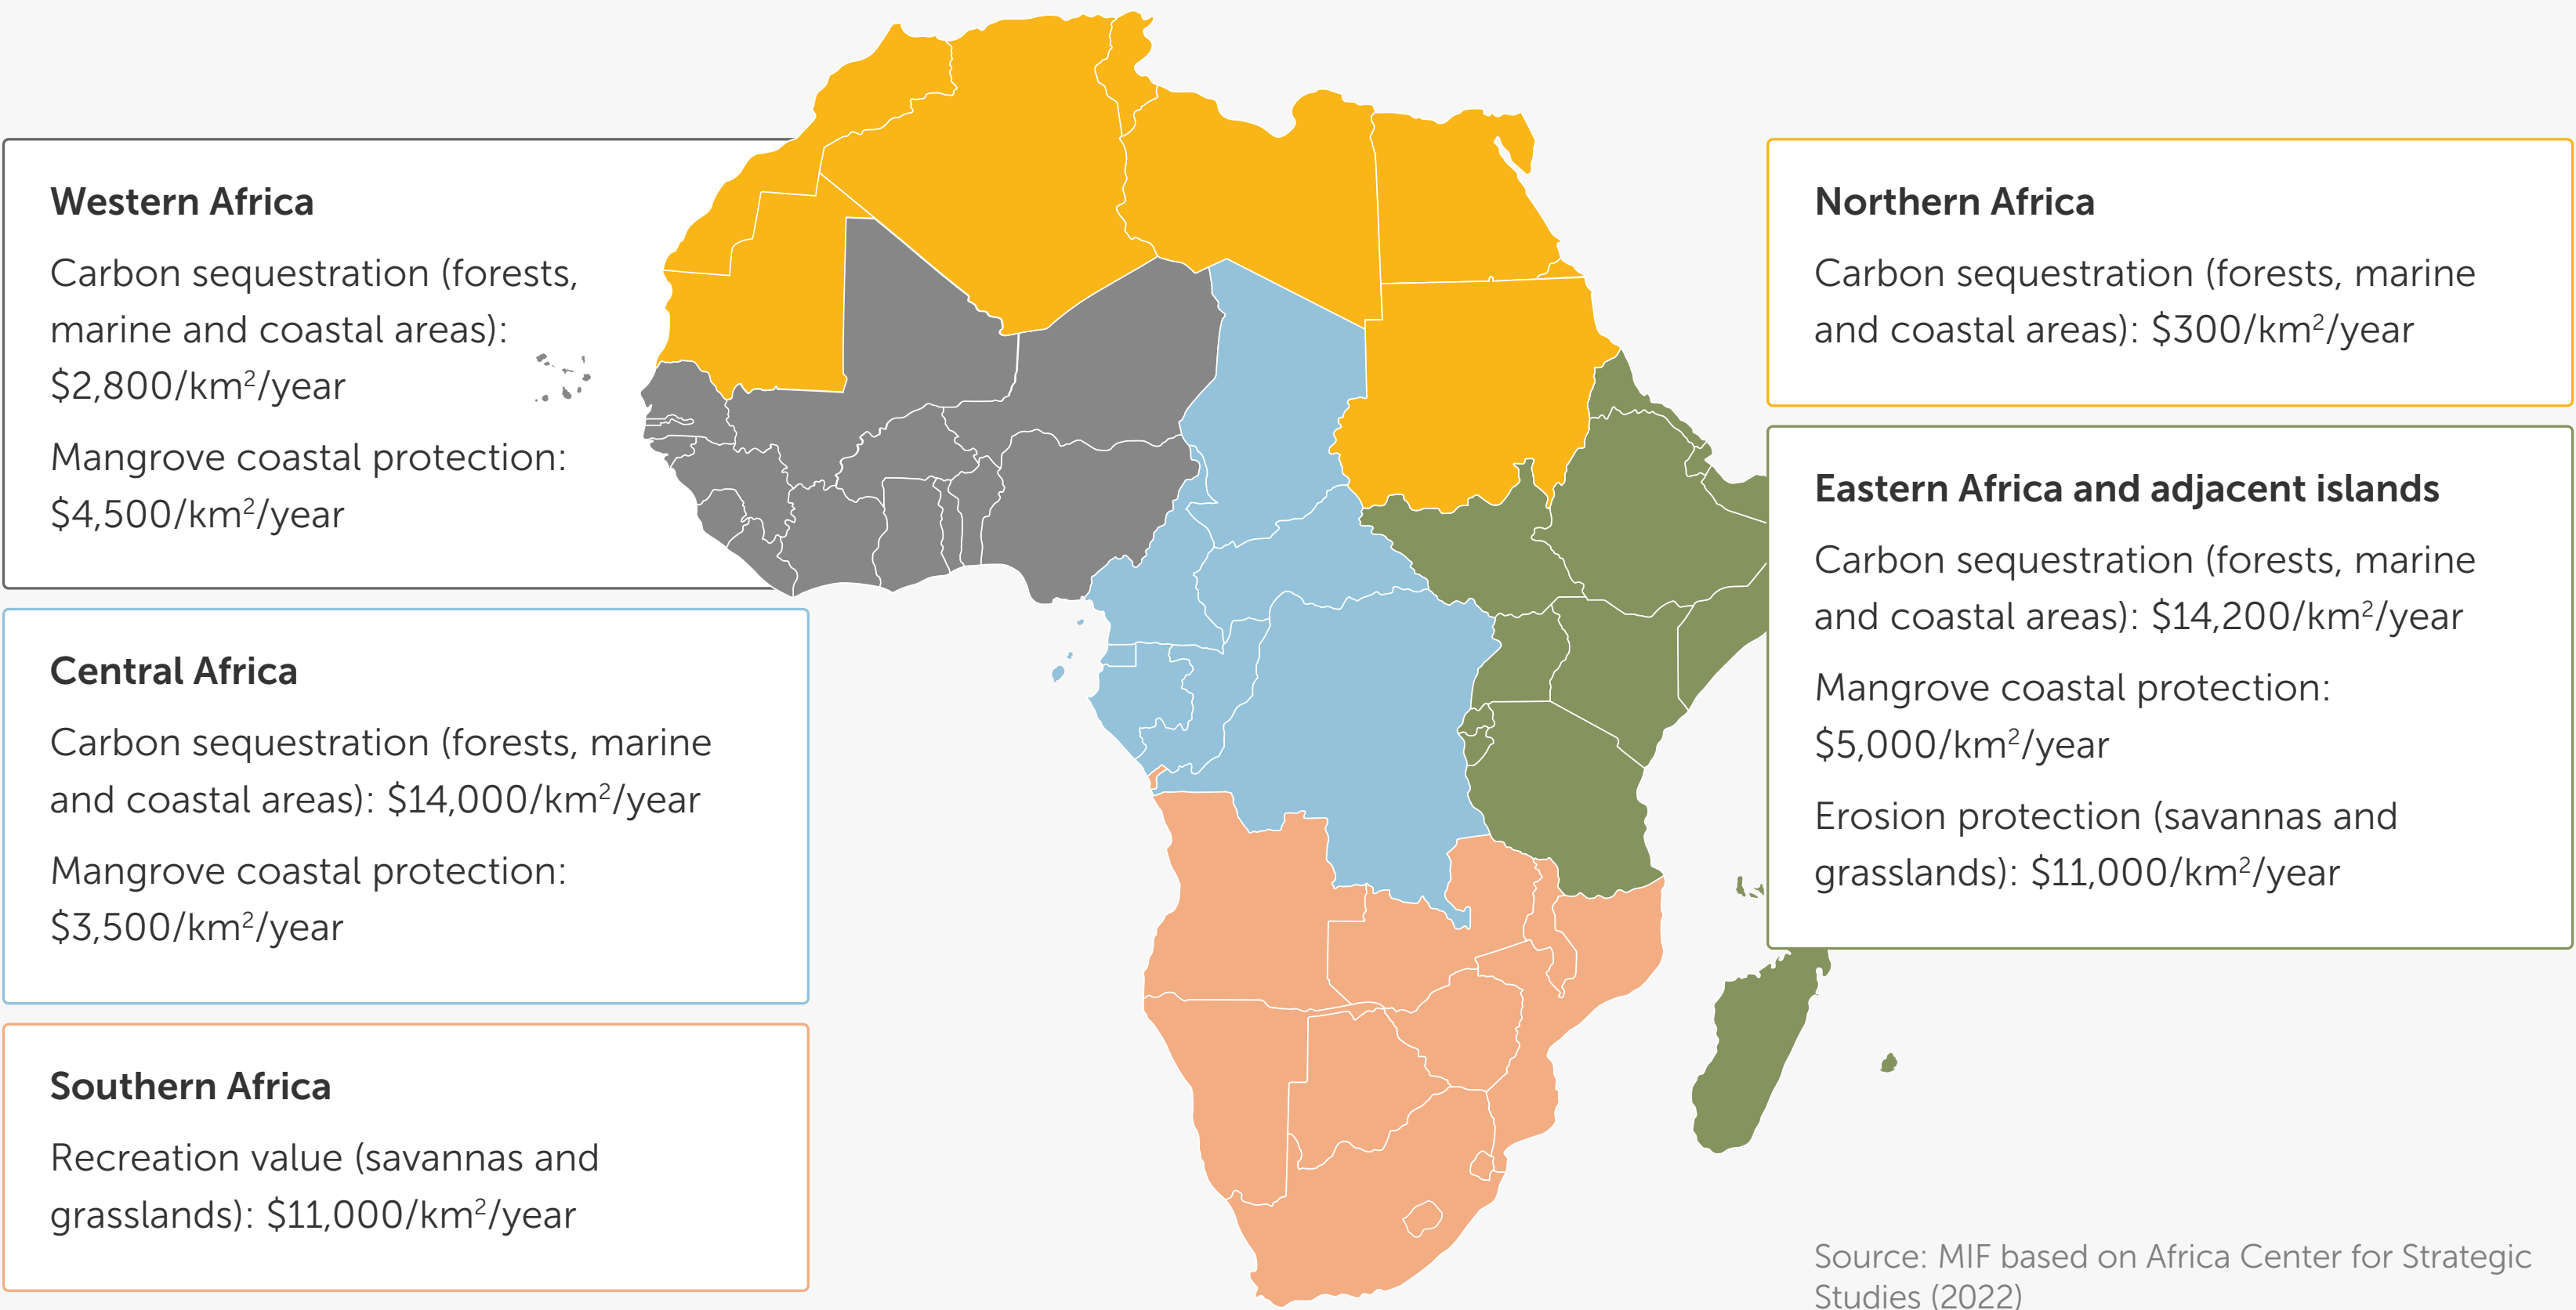 Western Africa
Carbon sequestration (forests,
marine and coastal areas):
$2,800/km²/year
Mangrove coastal protection:
$4,500/km²/year
Central Africa
Carbon sequestration (forests, marine
and coastal areas): $14,000/km²/year
Mangrove coastal protection:
$3,500/km²/year
Southern Africa
Recreation value (savannas and
grasslands): $11,000/km²/year
Northern Africa
Carbon sequestration (forests, marine
and coastal areas): $300/km²/year
Eastern Africa and adjacent islands
Carbon sequestration (forests, marine
and coastal areas): $14,200/km²/year
Mangrove coastal protection:
$5,000/km²/year
Erosion protection (savannas and
grasslands): $11,000/km²/year
Source: MIF based on Africa Center for Strategic
Studies (2022)